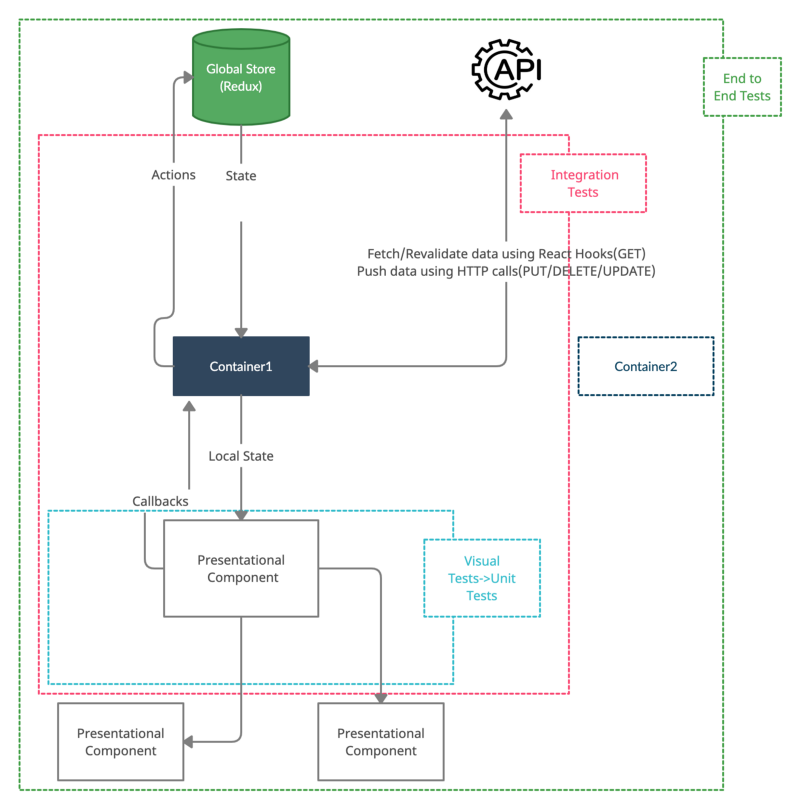 Global Store
(Redux)
API
End to
End Tests
Actions
State
Integration
Tests
Fetch/Revalidate data using React Hooks(GET)
Push data using HTTP calls(PUT/DELETE/UPDATE)
Container1
Container2
Local State
Callbacks
Presentational
Component
Visual
Tests->Unit
Tests
Presentational
Component
Presentational
Component